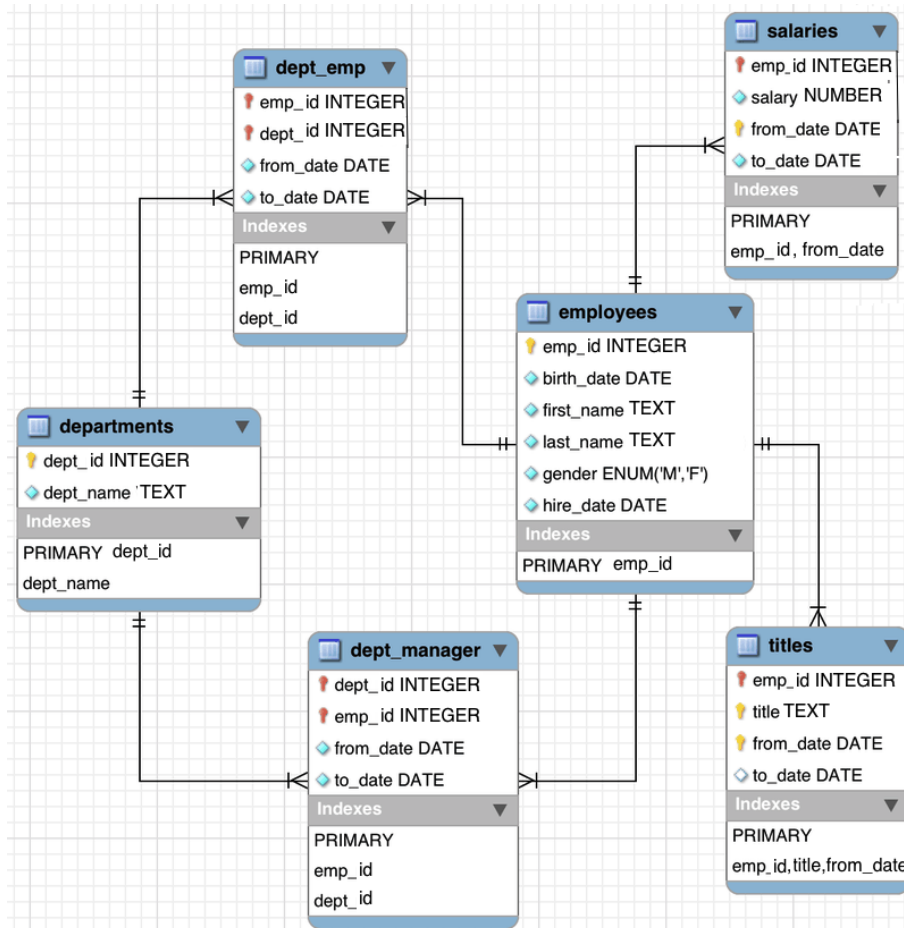 salaries
emp_id INTEGER
salary NUMBER
from_date DATE
to_date DATE
Indexes
PRIMARY
emp_id, from_date
dept_emp
emp_id INTEGER
dept_id INTEGER
from_date DATE
to_date DATE
Indexes
PRIMARY
emp_id
dept_id
employees
emp_id INTEGER
birth_date DATE
first_name TEXT
last_name TEXT
gender ENUM('M','F')
hire_date DATE
Indexes
PRIMARY emp_id
departments
dept_id INTEGER
dept_name TEXT
Indexes
PRIMARY dept_id
dept_name
dept_manager
dept_id INTEGER
emp_id INTEGER
from_date DATE
to_date DATE
Indexes
PRIMARY
emp_id
dept_id
titles
emp_id INTEGER
title TEXT
from_date DATE
to_date DATE
Indexes
PRIMARY
emp_id,title,from_date